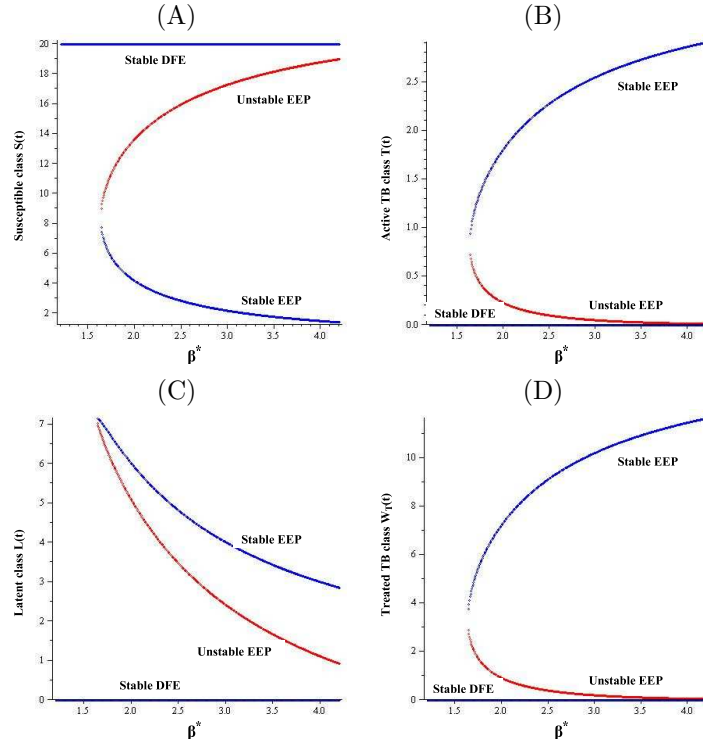 (A)
Susceptible class S(t)
20
18
16
14
12
10
8
6
4
2
Stable DFE
Unstable EEP
Stable EEP
1.5 2.0 2.5 3.0 3.5 4.0
β*
(B)
Active TB class T(t)
2.5
2.0
1.5
1.0
0.5
0.0
Stable EEP
Unstable EEP
Stable DFE
1.5 2.0 2.5 3.0 3.5 4.0
β*
(C)
Latent class L(t)
7
6
5
4
3
2
1
0
Stable EEP
Unstable EEP
Stable DFE
1.5 2.0 2.5 3.0 3.5 4.0
β*
(D)
Treated TB class W_T(t)
10
8
6
4
2
0
Stable EEP
Unstable EEP
Stable DFE
1.5 2.0 2.5 3.0 3.5 4.0
β*